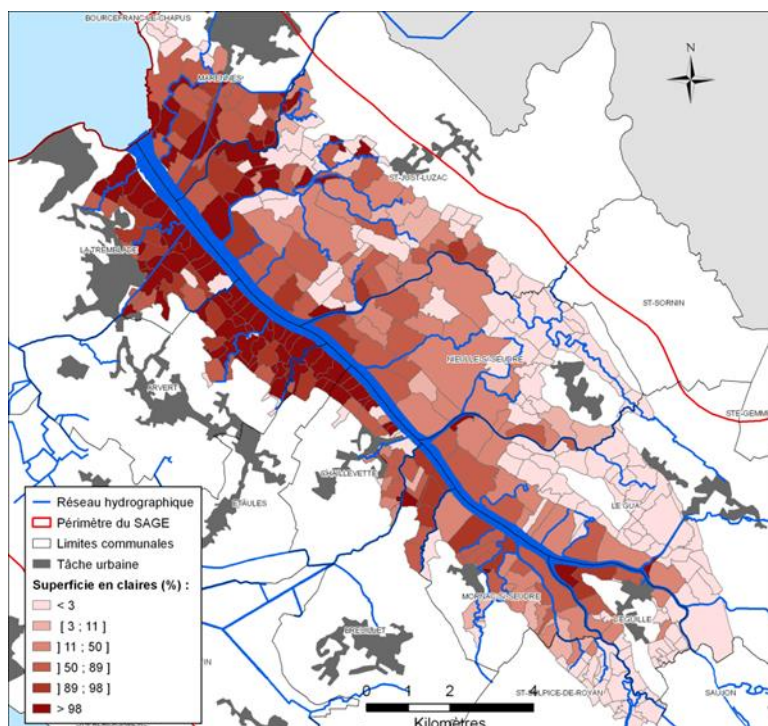 BOURCEFRANC-LE-CHAPUS
MARENNES
N
ST-JUST-LUZAC
LA TREMBLADE
ST-SORNIN
NIEULLE-S/-SEUDRE
ARVERT
STE-GEMME
CHAILLEVETTE
ETAULES
LE GUA
MORNAC-S/-SEUDRE
L'EGUILLE
BREUILLET
ST-SULPICE-DE-ROYAN
SAUJON
Réseau hydrographique
Périmètre du SAGE
Limites communales
Tâche urbaine
Superficie en claires (%) :
< 3
[ 3 ; 11 ]
] 11 ; 50 ]
] 50 ; 89 ]
] 89 ; 98 ]
> 98
0 1 2 4
Kilomètres